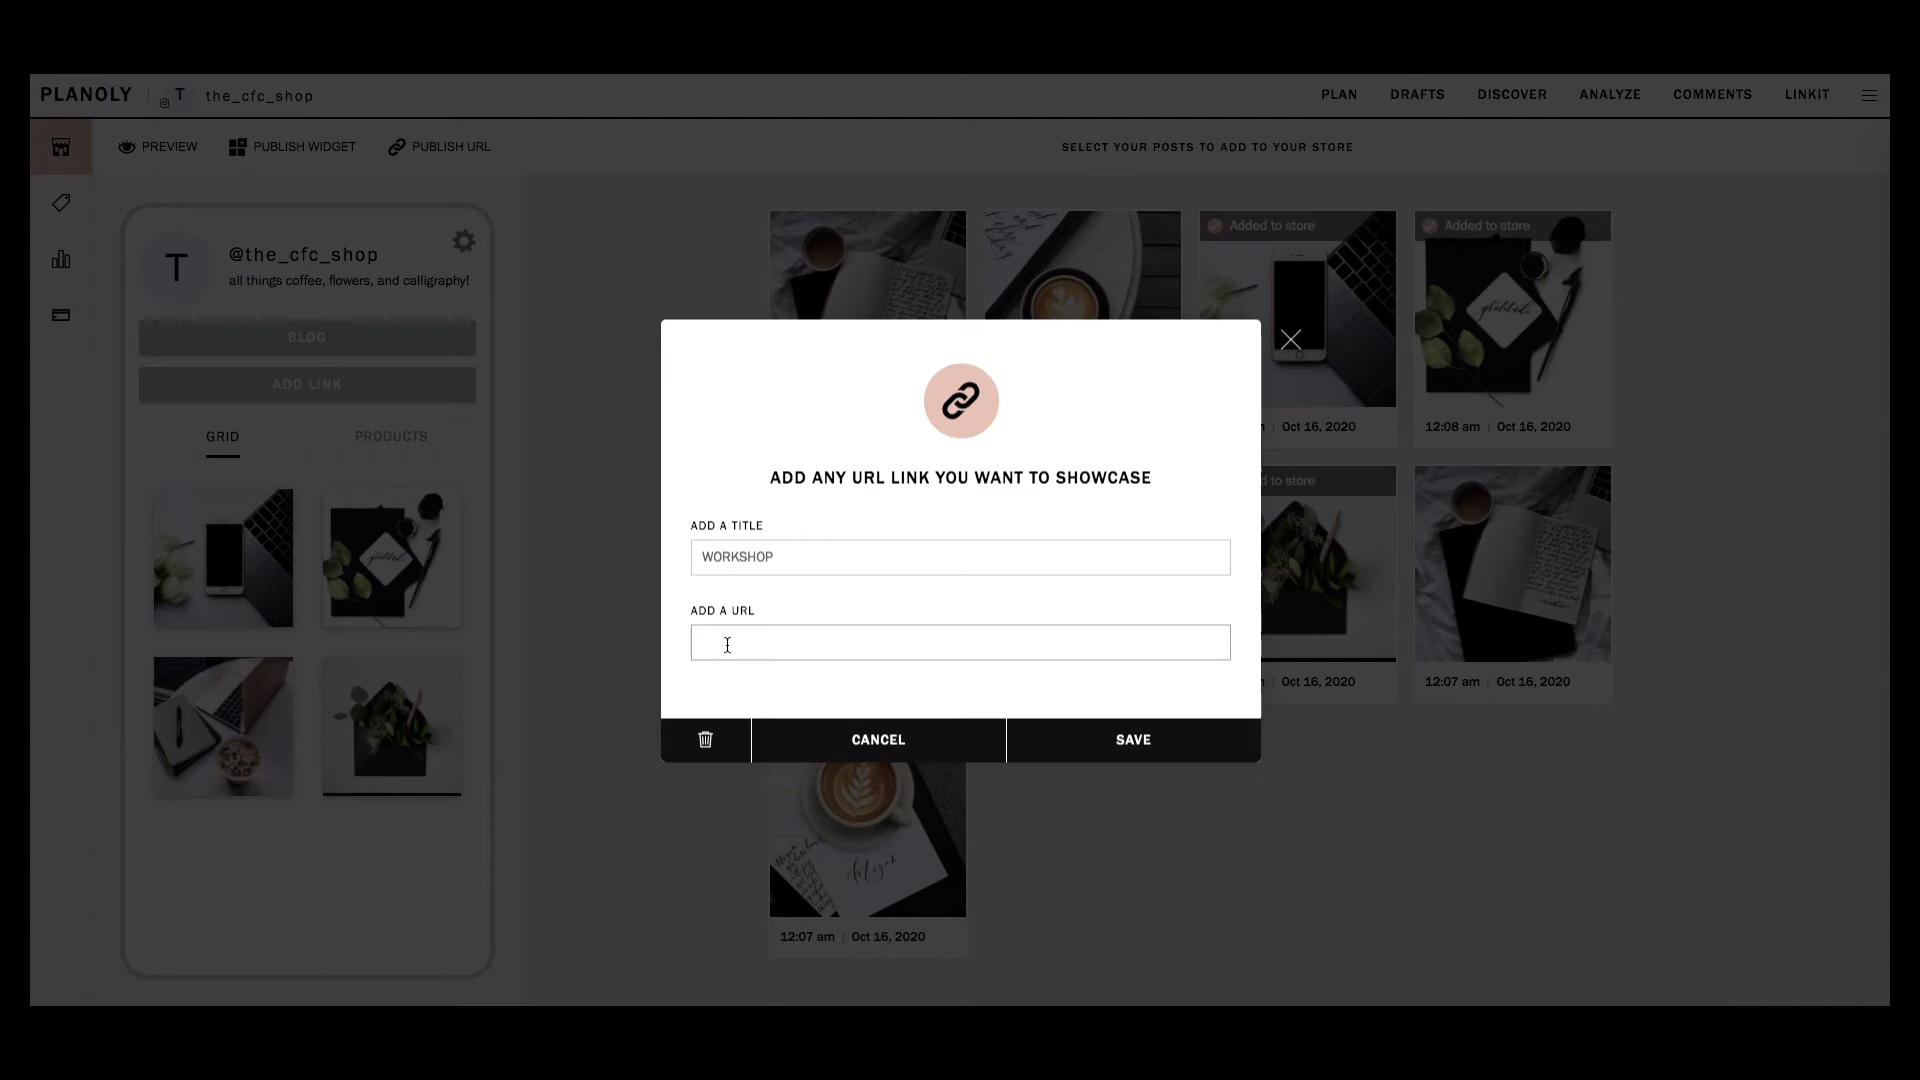 PLANOLY
T
the_cfc_shop
PLAN
DRAFTS
DISCOVER
ANALYZE
COMMENTS
LINKIT
PREVIEW
PUBLISH WIDGET
PUBLISH URL
SELECT YOUR POSTS TO ADD TO YOUR STORE
T
@the_cfc_shop
all things coffee, flowers, and calligraphy!
BLOG
ADD LINK
GRID
PRODUCTS
Added to store
Added to store
Oct 16, 2020
12:08 am | Oct 16, 2020
to store
Oct 16, 2020
12:07 am | Oct 16, 2020
12:07 am | Oct 16, 2020
ADD ANY URL LINK YOU WANT TO SHOWCASE
ADD A TITLE
WORKSHOP
ADD A URL
CANCEL
SAVE